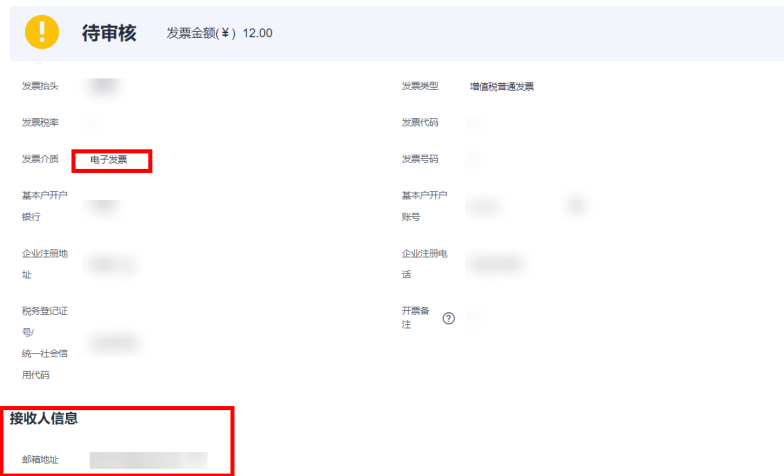 待审核 发票金额(¥) 12.00
发票抬头 发票类型 增值税普通发票
发票税率 发票代码
发票介质 电子发票 发票号码
基本户开户 基本户开户
银行 账号
企业注册地 企业注册电
址 话
税务登记证 开票备
号/ 注
统一社会信
用代码
接收人信息
邮箱地址